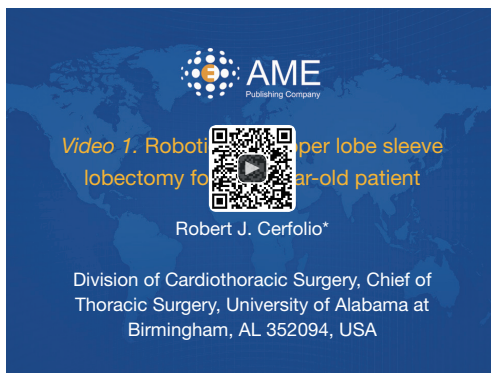 AME
Publishing Company
Video 1. Roboti per lobe sleeve
lobectomy fo ar-old patient
Robert J. Cerfolio*
Division of Cardiothoracic Surgery, Chief of
Thoracic Surgery, University of Alabama at
Birmingham, AL 352094, USA